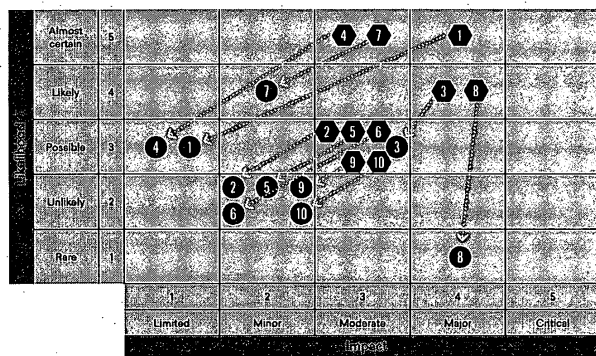 Almost
certain
5
4
7
1
Likely
4
7
3
8
Possible
3
4
1
2
5
6
3
9
10
Unlikely
2
2
5
9
6
10
Rare
1
8
1
2
3
4
5
Limited
Minor
Moderate
Major
Critical
Impact
Likelihood